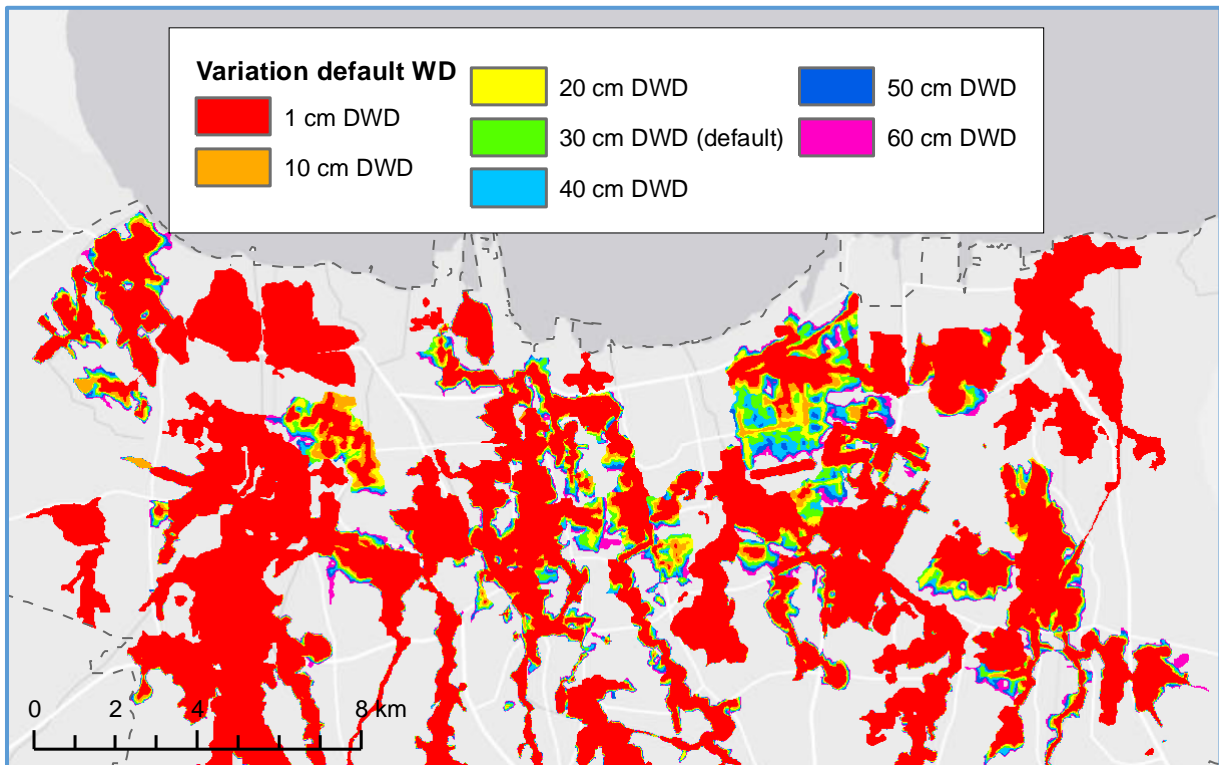 Variation default WD
1 cm DWD
10 cm DWD
20 cm DWD
30 cm DWD (default)
40 cm DWD
50 cm DWD
60 cm DWD
0 2 4 8 km